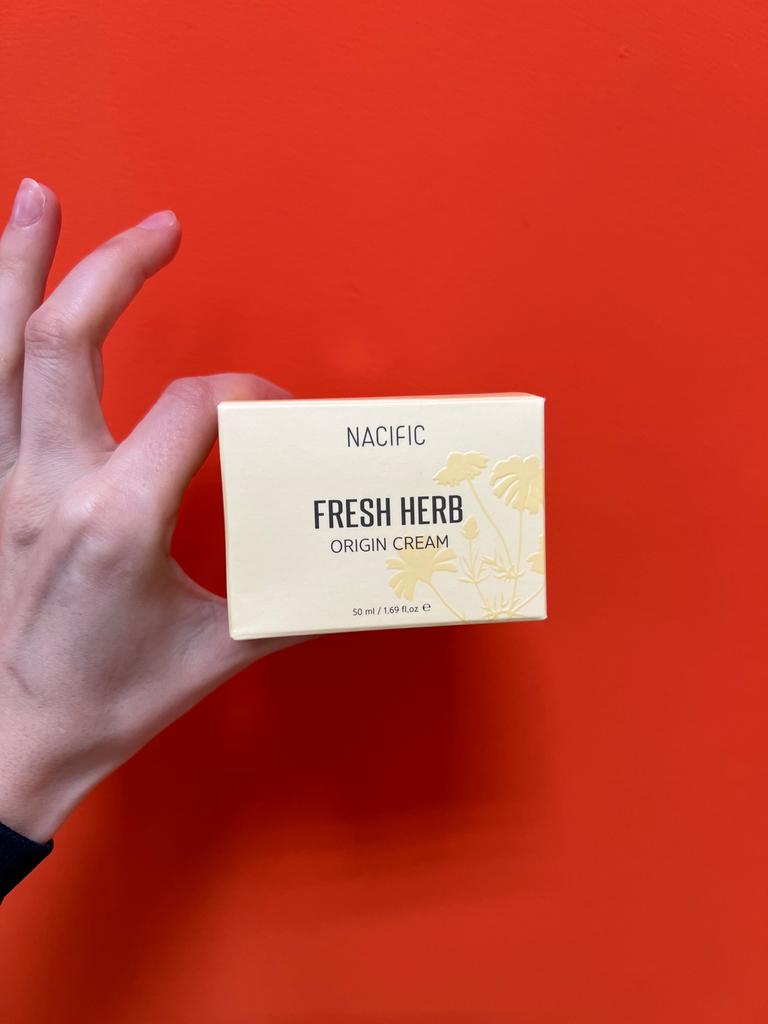 NACIFIC
FRESH HERB
ORIGIN CREAM
50 ml / 1.69 fl.oz ℮